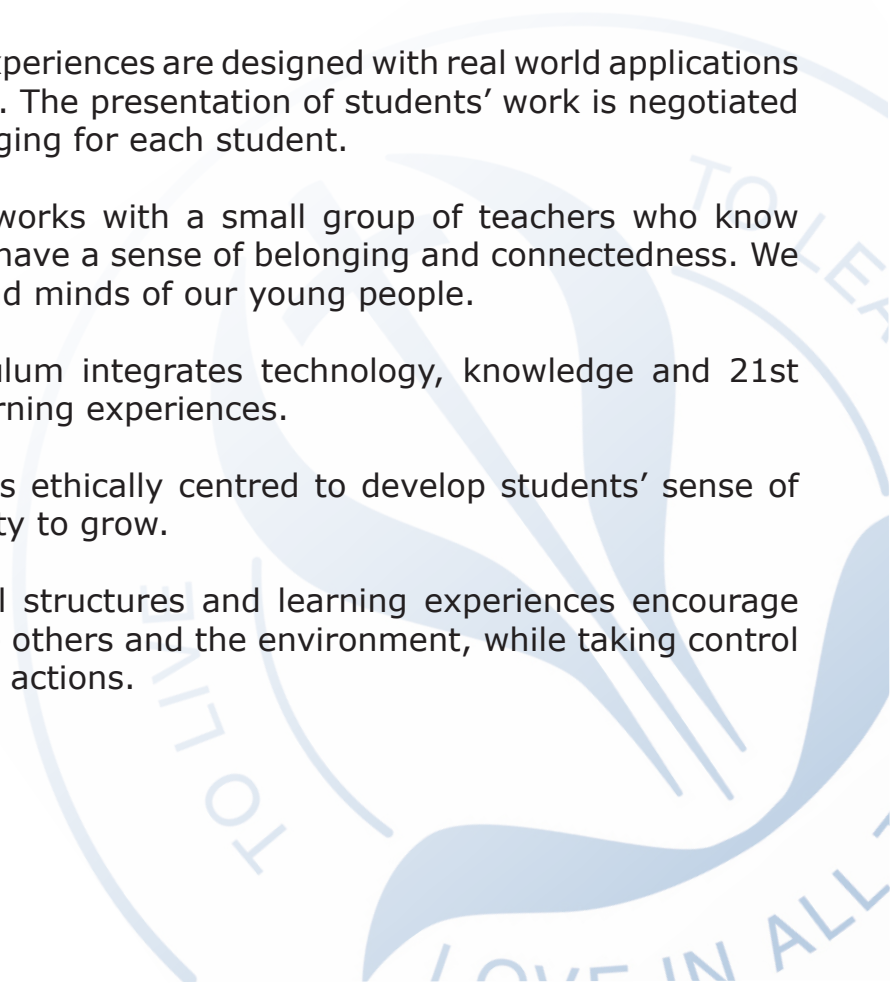 xperiences are designed with real world applications
. The presentation of students’ work is negotiated
ging for each student.
works with a small group of teachers who know
have a sense of belonging and connectedness. We
d minds of our young people.
ulum integrates technology, knowledge and 21st
rning experiences.
s ethically centred to develop students’ sense of
ty to grow.
l structures and learning experiences encourage
others and the environment, while taking control
actions.
TO LEA
TO LIVE
LOVE IN ALL